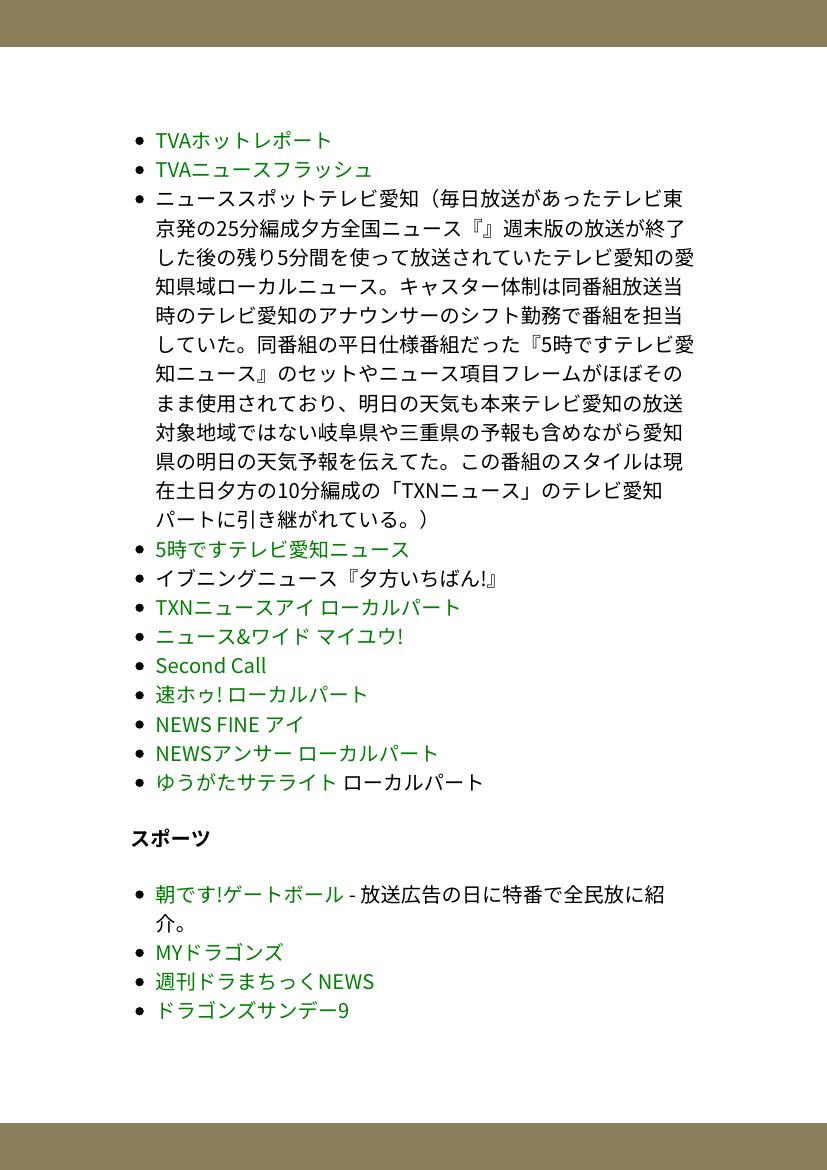 TVAホットレポート
TVAニュースフラッシュ
ニューススポットテレビ愛知（毎日放送があったテレビ東
京発の25分編成夕方全国ニュース『』週末版の放送が終了
した後の残り5分間を使って放送されていたテレビ愛知の愛
知県域ローカルニュース。キャスター体制は同番組放送当
時のテレビ愛知のアナウンサーのシフト勤務で番組を担当
していた。同番組の平日仕様番組だった『5時ですテレビ愛
知ニュース』のセットやニュース項目フレームがほぼその
まま使用されており、明日の天気も本来テレビ愛知の放送
対象地域ではない岐阜県や三重県の予報も含めながら愛知
県の明日の天気予報を伝えてた。この番組のスタイルは現
在土日夕方の10分編成の「TXNニュース」のテレビ愛知
パートに引き継がれている。）
5時ですテレビ愛知ニュース
イブニングニュース『夕方いちばん!』
TXNニュースアイ ローカルパート
ニュース&ワイド マイユウ!
Second Call
速ホゥ! ローカルパート
NEWS FINE アイ
NEWSアンサー ローカルパート
ゆうがたサテライト ローカルパート
スポーツ
朝です!ゲートボール - 放送広告の日に特番で全民放に紹
介。
MYドラゴンズ
週刊ドラまちっくNEWS
ドラゴンズサンデー9